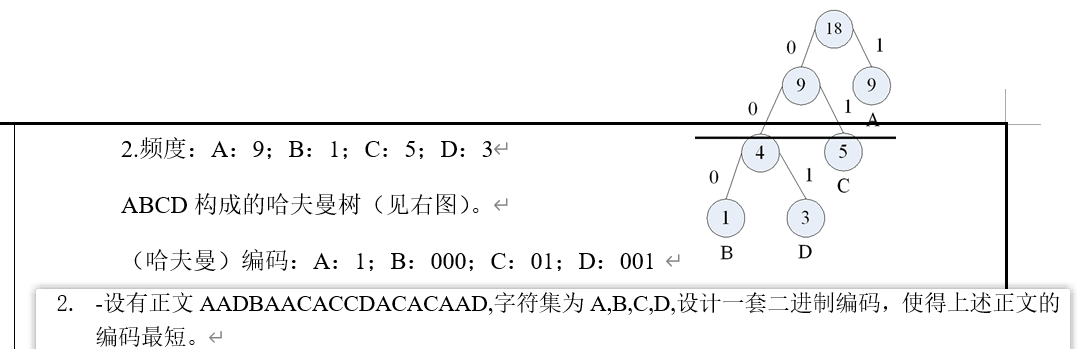 18
0 1
9 9
0 1 A
2.频度：A：9；B：1；C：5；D：3↵
4 5
0 1 C
ABCD 构成的哈夫曼树（见右图）。↵
1 3
B D
（哈夫曼）编码：A：1；B：000；C：01；D：001 ↵
2. -设有正文 AADBAACACCDACACAAD,字符集为 A,B,C,D,设计一套二进制编码，使得上述正文的
编码最短。↵